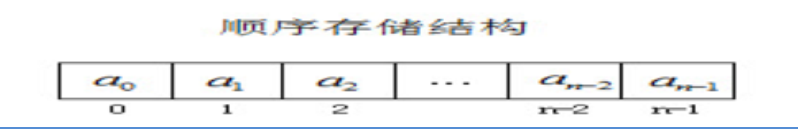 顺序存储结构
a₀ a₁ a₂ ... aₙ₋₂ aₙ₋₁
0 1 2 n-2 n-1